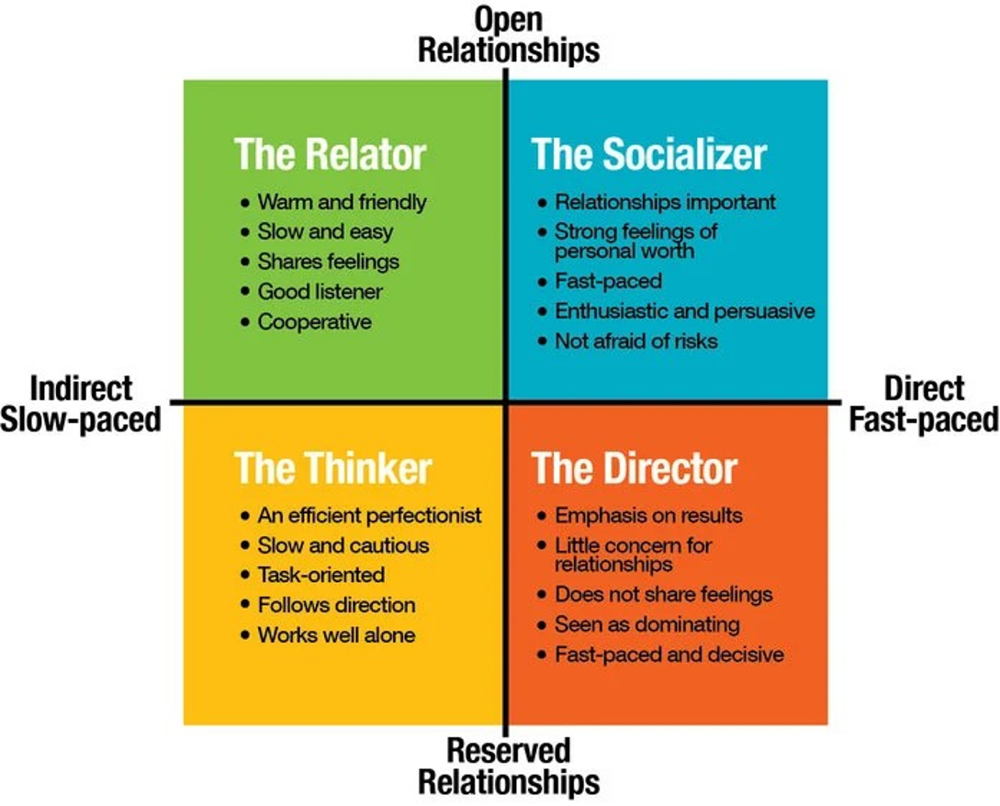 Open
Relationships
The Relator
• Warm and friendly
• Slow and easy
• Shares feelings
• Good listener
• Cooperative
The Socializer
• Relationships important
• Strong feelings of
personal worth
• Fast-paced
• Enthusiastic and persuasive
• Not afraid of risks
Indirect
Slow-paced
Direct
Fast-paced
The Thinker
• An efficient perfectionist
• Slow and cautious
• Task-oriented
• Follows direction
• Works well alone
The Director
• Emphasis on results
• Little concern for
relationships
• Does not share feelings
• Seen as dominating
• Fast-paced and decisive
Reserved
Relationships